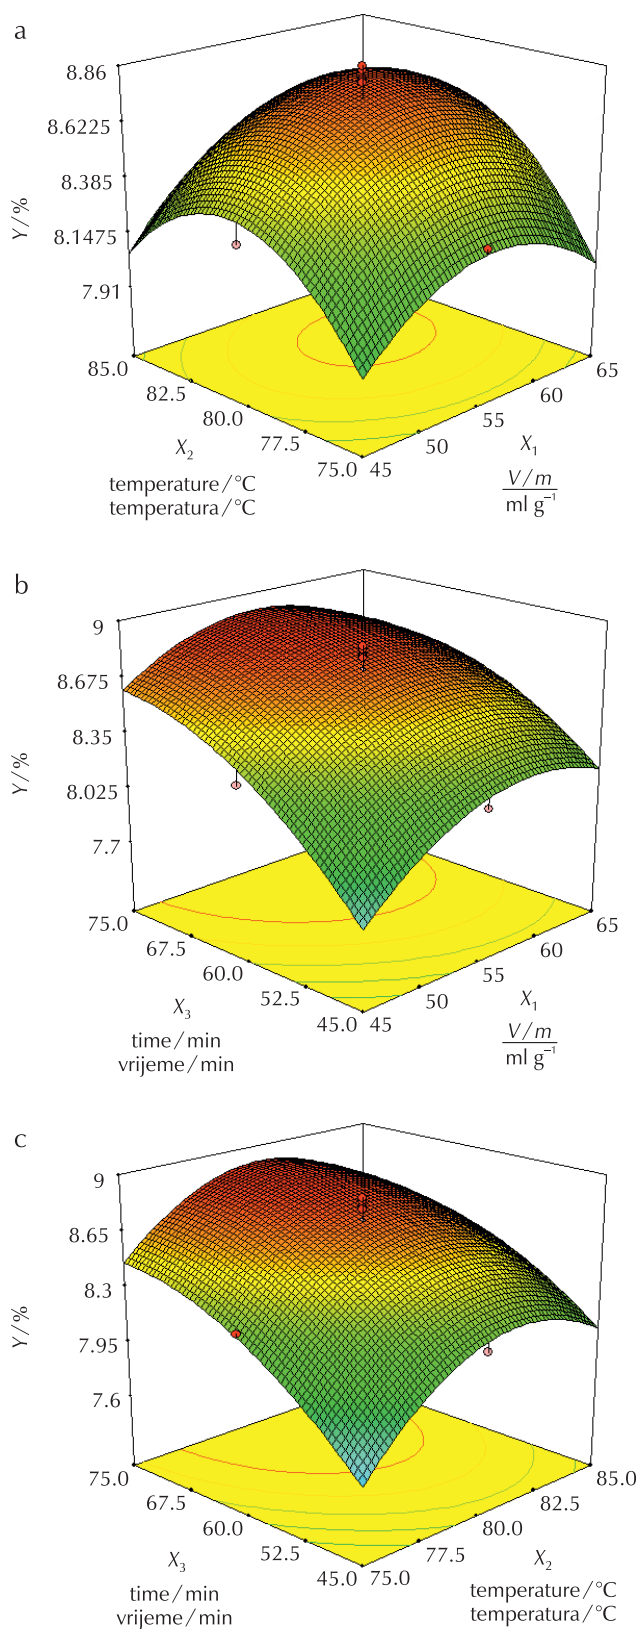 a
8.86
8.6225
8.385
8.1475
7.91
Y/%
85.0
82.5
80.0
77.5
75.0
45
50
55
60
65
X2
temperature/°C
temperatura/°C
X1
V/m
ml g⁻¹
b
9
8.675
8.35
8.025
7.7
Y/%
75.0
67.5
60.0
52.5
45.0
45
50
55
60
65
X3
time/min
vrijeme/min
X1
V/m
ml g⁻¹
c
9
8.65
8.3
7.95
7.6
Y/%
75.0
67.5
60.0
52.5
45.0
75.0
77.5
80.0
82.5
85.0
X3
time/min
vrijeme/min
X2
temperature/°C
temperatura/°C